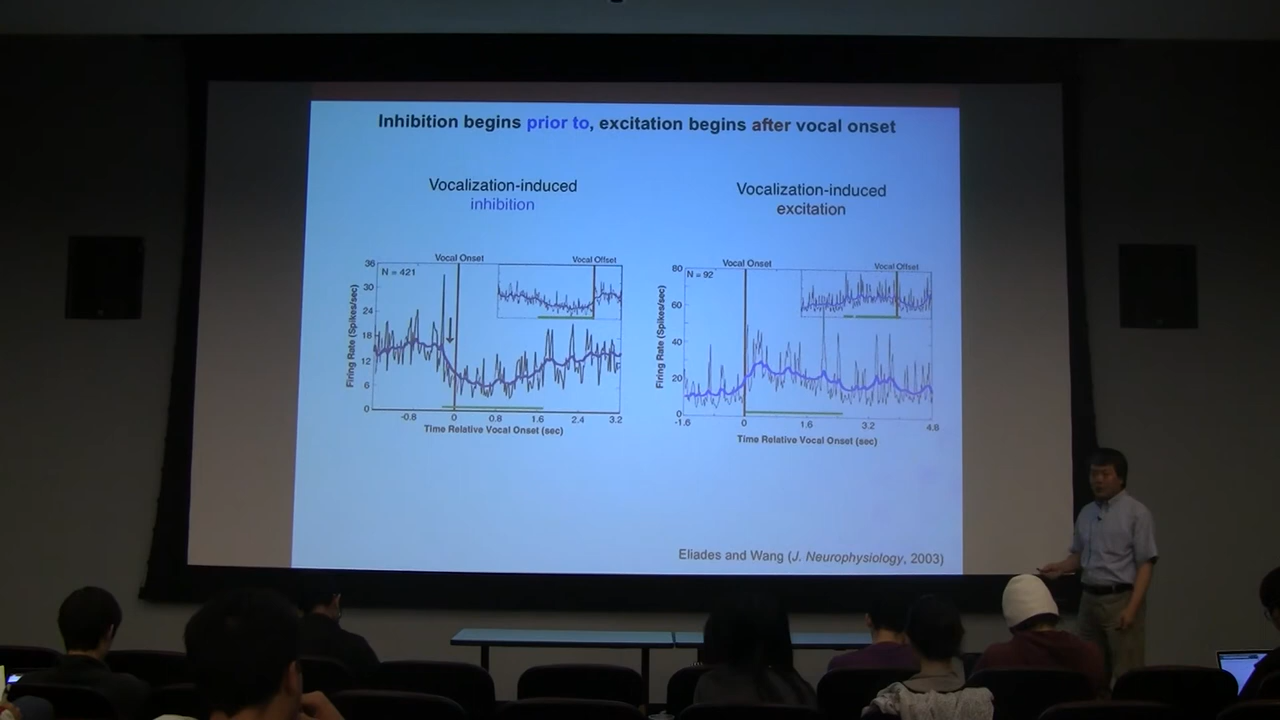 Inhibition begins prior to, excitation begins after vocal onset
Vocalization-induced
inhibition
Vocalization-induced
excitation
Vocal Onset
Vocal Offset
N = 421
36
30
24
18
12
6
0
Firing Rate (Spikes/sec)
-0.8
0
0.8
1.6
2.4
3.2
Time Relative Vocal Onset (sec)
Vocal Onset
Vocal Offset
N = 92
80
60
40
20
0
Firing Rate (Spikes/sec)
-1.6
0
1.6
3.2
4.8
Time Relative Vocal Onset (sec)
Eliades and Wang (J. Neurophysiology, 2003)